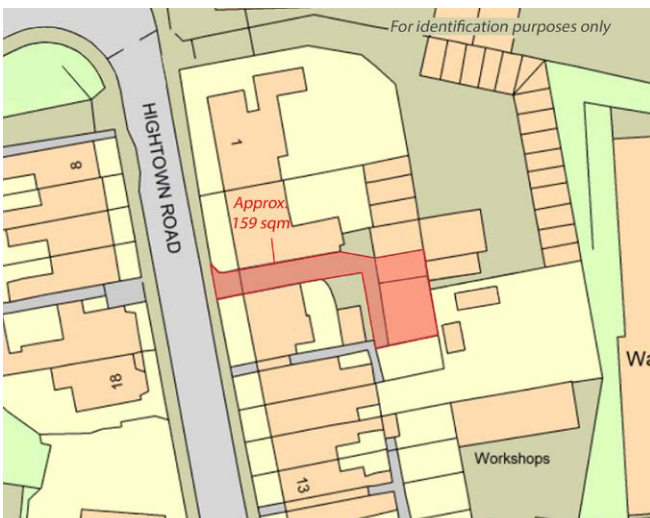 For identification purposes only
HIGHTOWN ROAD
8
1
Approx.
159 sqm
18
13
Workshops
Wa